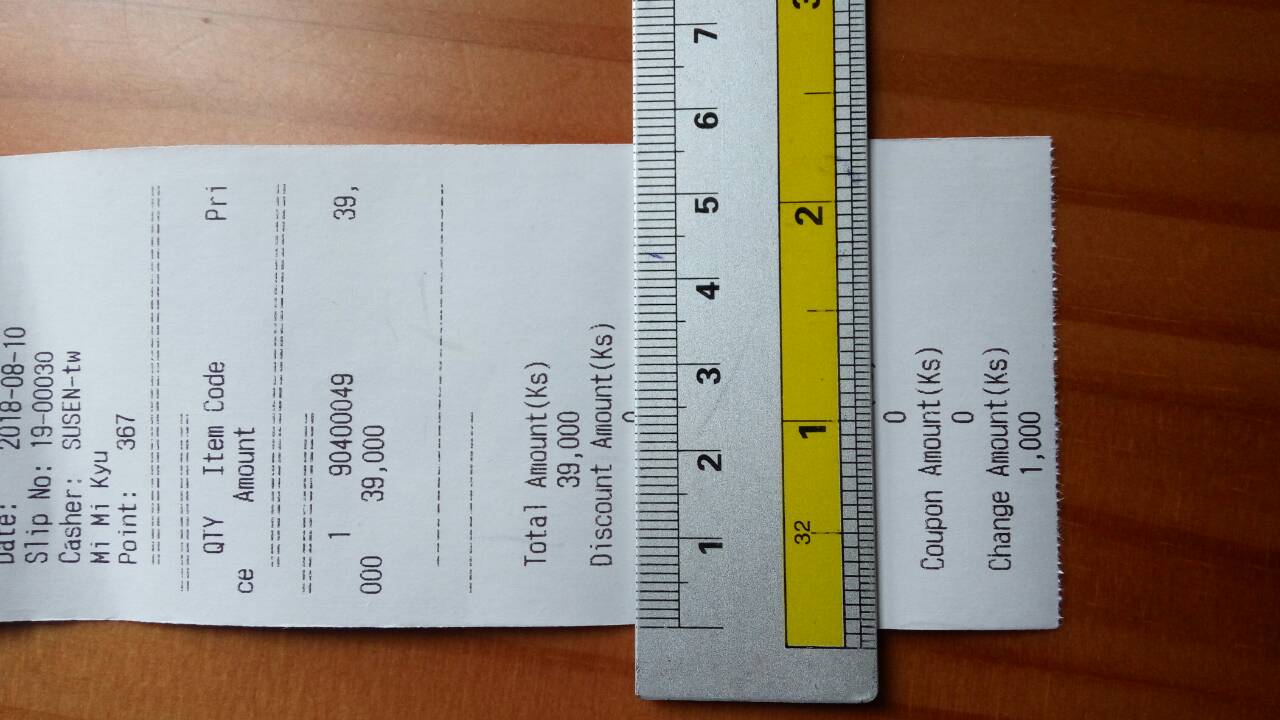 Date: 2018-08-10
Slip No: 19-00030
Casher: SUSEN-tw
Mi Mi Kyu
Point: 367
QTY Item Code Pri
ce Amount
1 90400049 39,
000 39,000
Total Amount(Ks)
39,000
Discount Amount(Ks)
0
Coupon Amount(Ks)
0
Change Amount(Ks)
1,000
1 2 3 4 5 6 7
32 1 2 3